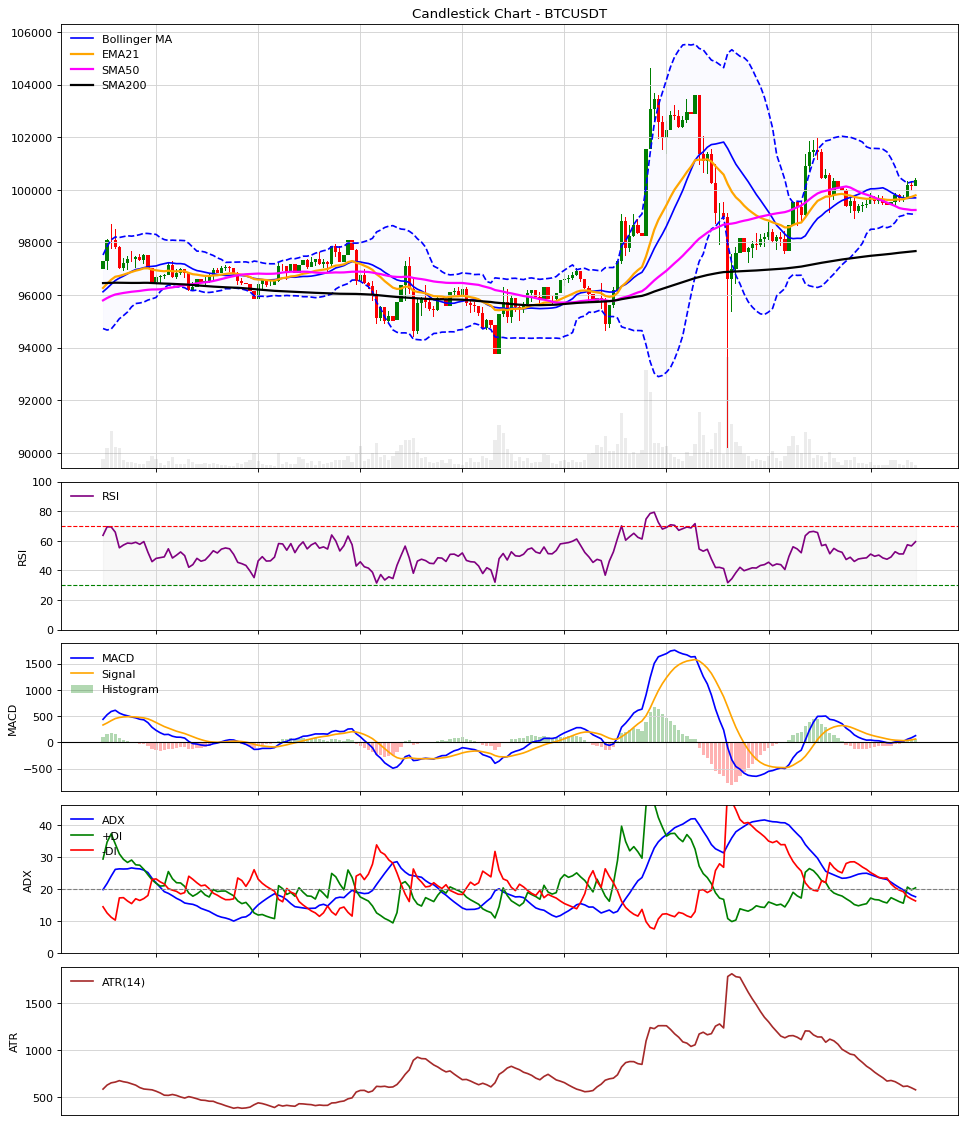 Candlestick Chart - BTCUSDT
106000
104000
102000
100000
98000
96000
94000
92000
90000
Bollinger MA
EMA21
SMA50
SMA200
100
80
60
40
20
0
RSI
RSI
1500
1000
500
0
−500
MACD
MACD
Signal
Histogram
40
30
20
10
0
ADX
ADX
+DI
-DI
1500
1000
500
ATR
ATR(14)